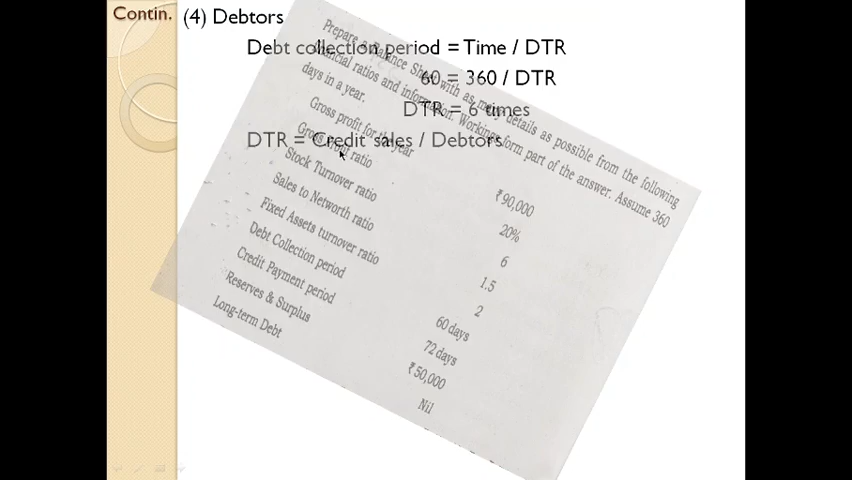 Contin.
(4) Debtors
Debt collection period = Time / DTR
60 = 360 / DTR
DTR = 6 times
DTR = Credit sales / Debtors
Prepare a Balance Sheet with as many details as possible from the following
financial ratios and information. Workings form part of the answer. Assume 360
days in a year.
Gross profit for the year ₹90,000
Gross Profit ratio 20%
Stock Turnover ratio 6
Sales to Networth ratio 1.5
Fixed Assets turnover ratio 2
Debt Collection period 60 days
Credit Payment period 72 days
Reserves & Surplus ₹50,000
Long-term Debt Nil